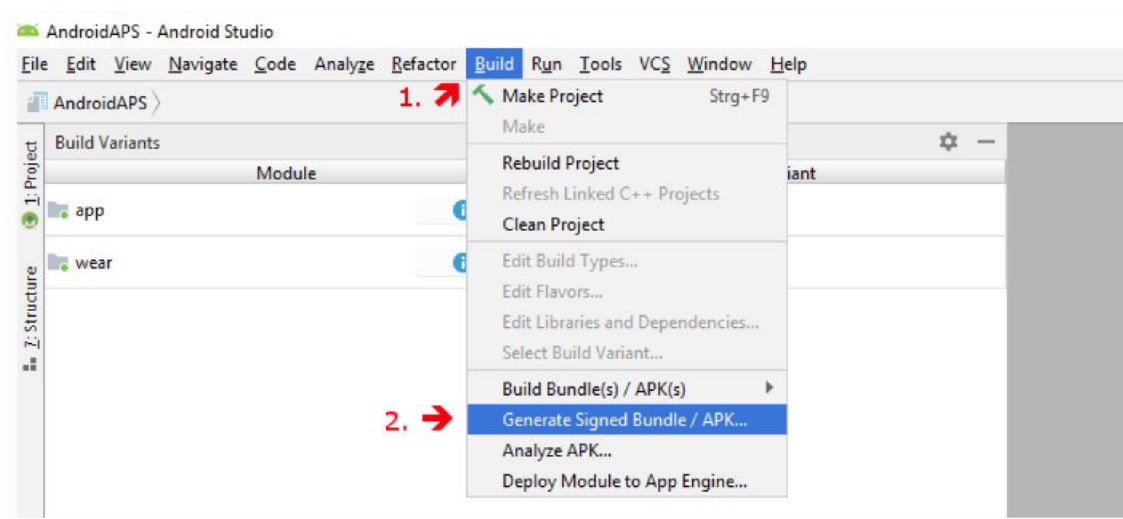 AndroidAPS - Android Studio
File Edit View Navigate Code Analyze Refactor Build Run Tools VCS Window Help
AndroidAPS
1.
Make Project Strg+F9
Make
Build Variants
Rebuild Project
Module
iant
Refresh Linked C++ Projects
app
Clean Project
wear
Edit Build Types...
Edit Flavors...
Edit Libraries and Dependencies...
Select Build Variant...
Build Bundle(s) / APK(s)
2.
Generate Signed Bundle / APK...
Analyze APK...
Deploy Module to App Engine...
1: Project
7: Structure